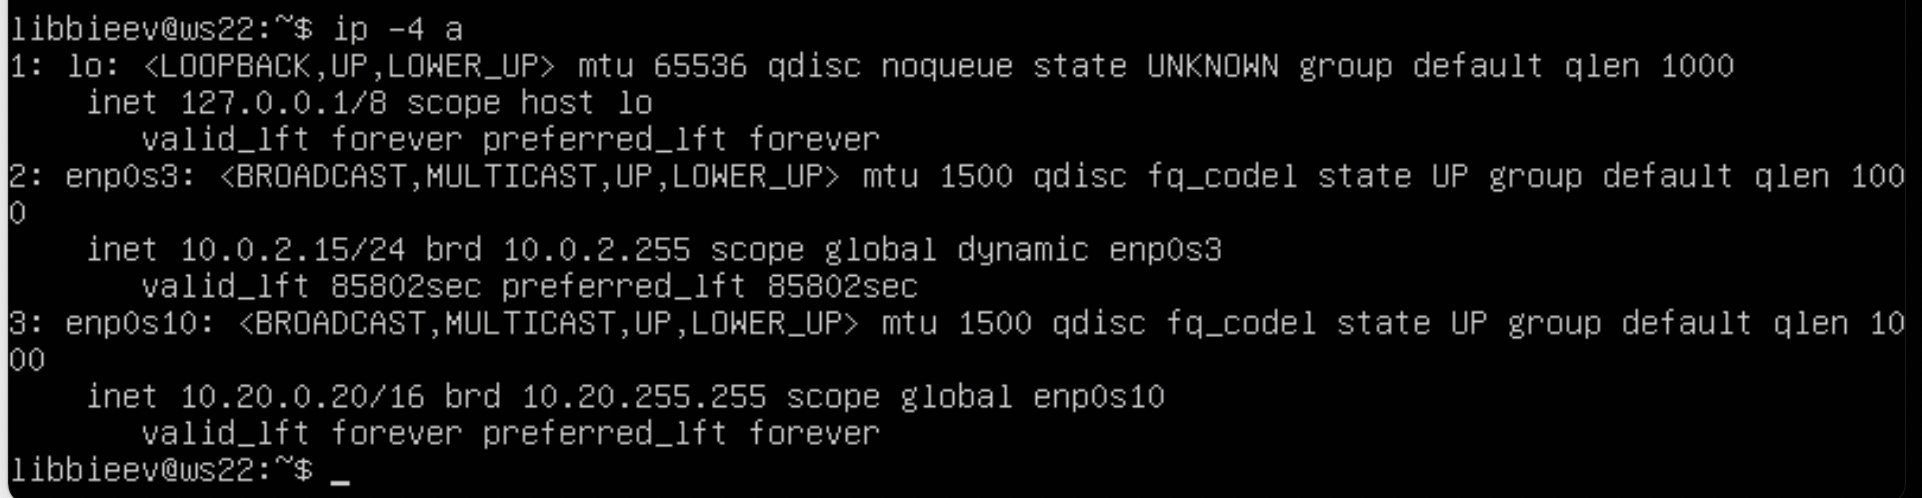 libbieev@ws22:~$ ip -4 a
1: lo: <LOOPBACK,UP,LOWER_UP> mtu 65536 qdisc noqueue state UNKNOWN group default qlen 1000
    inet 127.0.0.1/8 scope host lo
       valid_lft forever preferred_lft forever
2: enp0s3: <BROADCAST,MULTICAST,UP,LOWER_UP> mtu 1500 qdisc fq_codel state UP group default qlen 100
0
    inet 10.0.2.15/24 brd 10.0.2.255 scope global dynamic enp0s3
       valid_lft 85802sec preferred_lft 85802sec
3: enp0s10: <BROADCAST,MULTICAST,UP,LOWER_UP> mtu 1500 qdisc fq_codel state UP group default qlen 10
00
    inet 10.20.0.20/16 brd 10.20.255.255 scope global enp0s10
       valid_lft forever preferred_lft forever
libbieev@ws22:~$ _